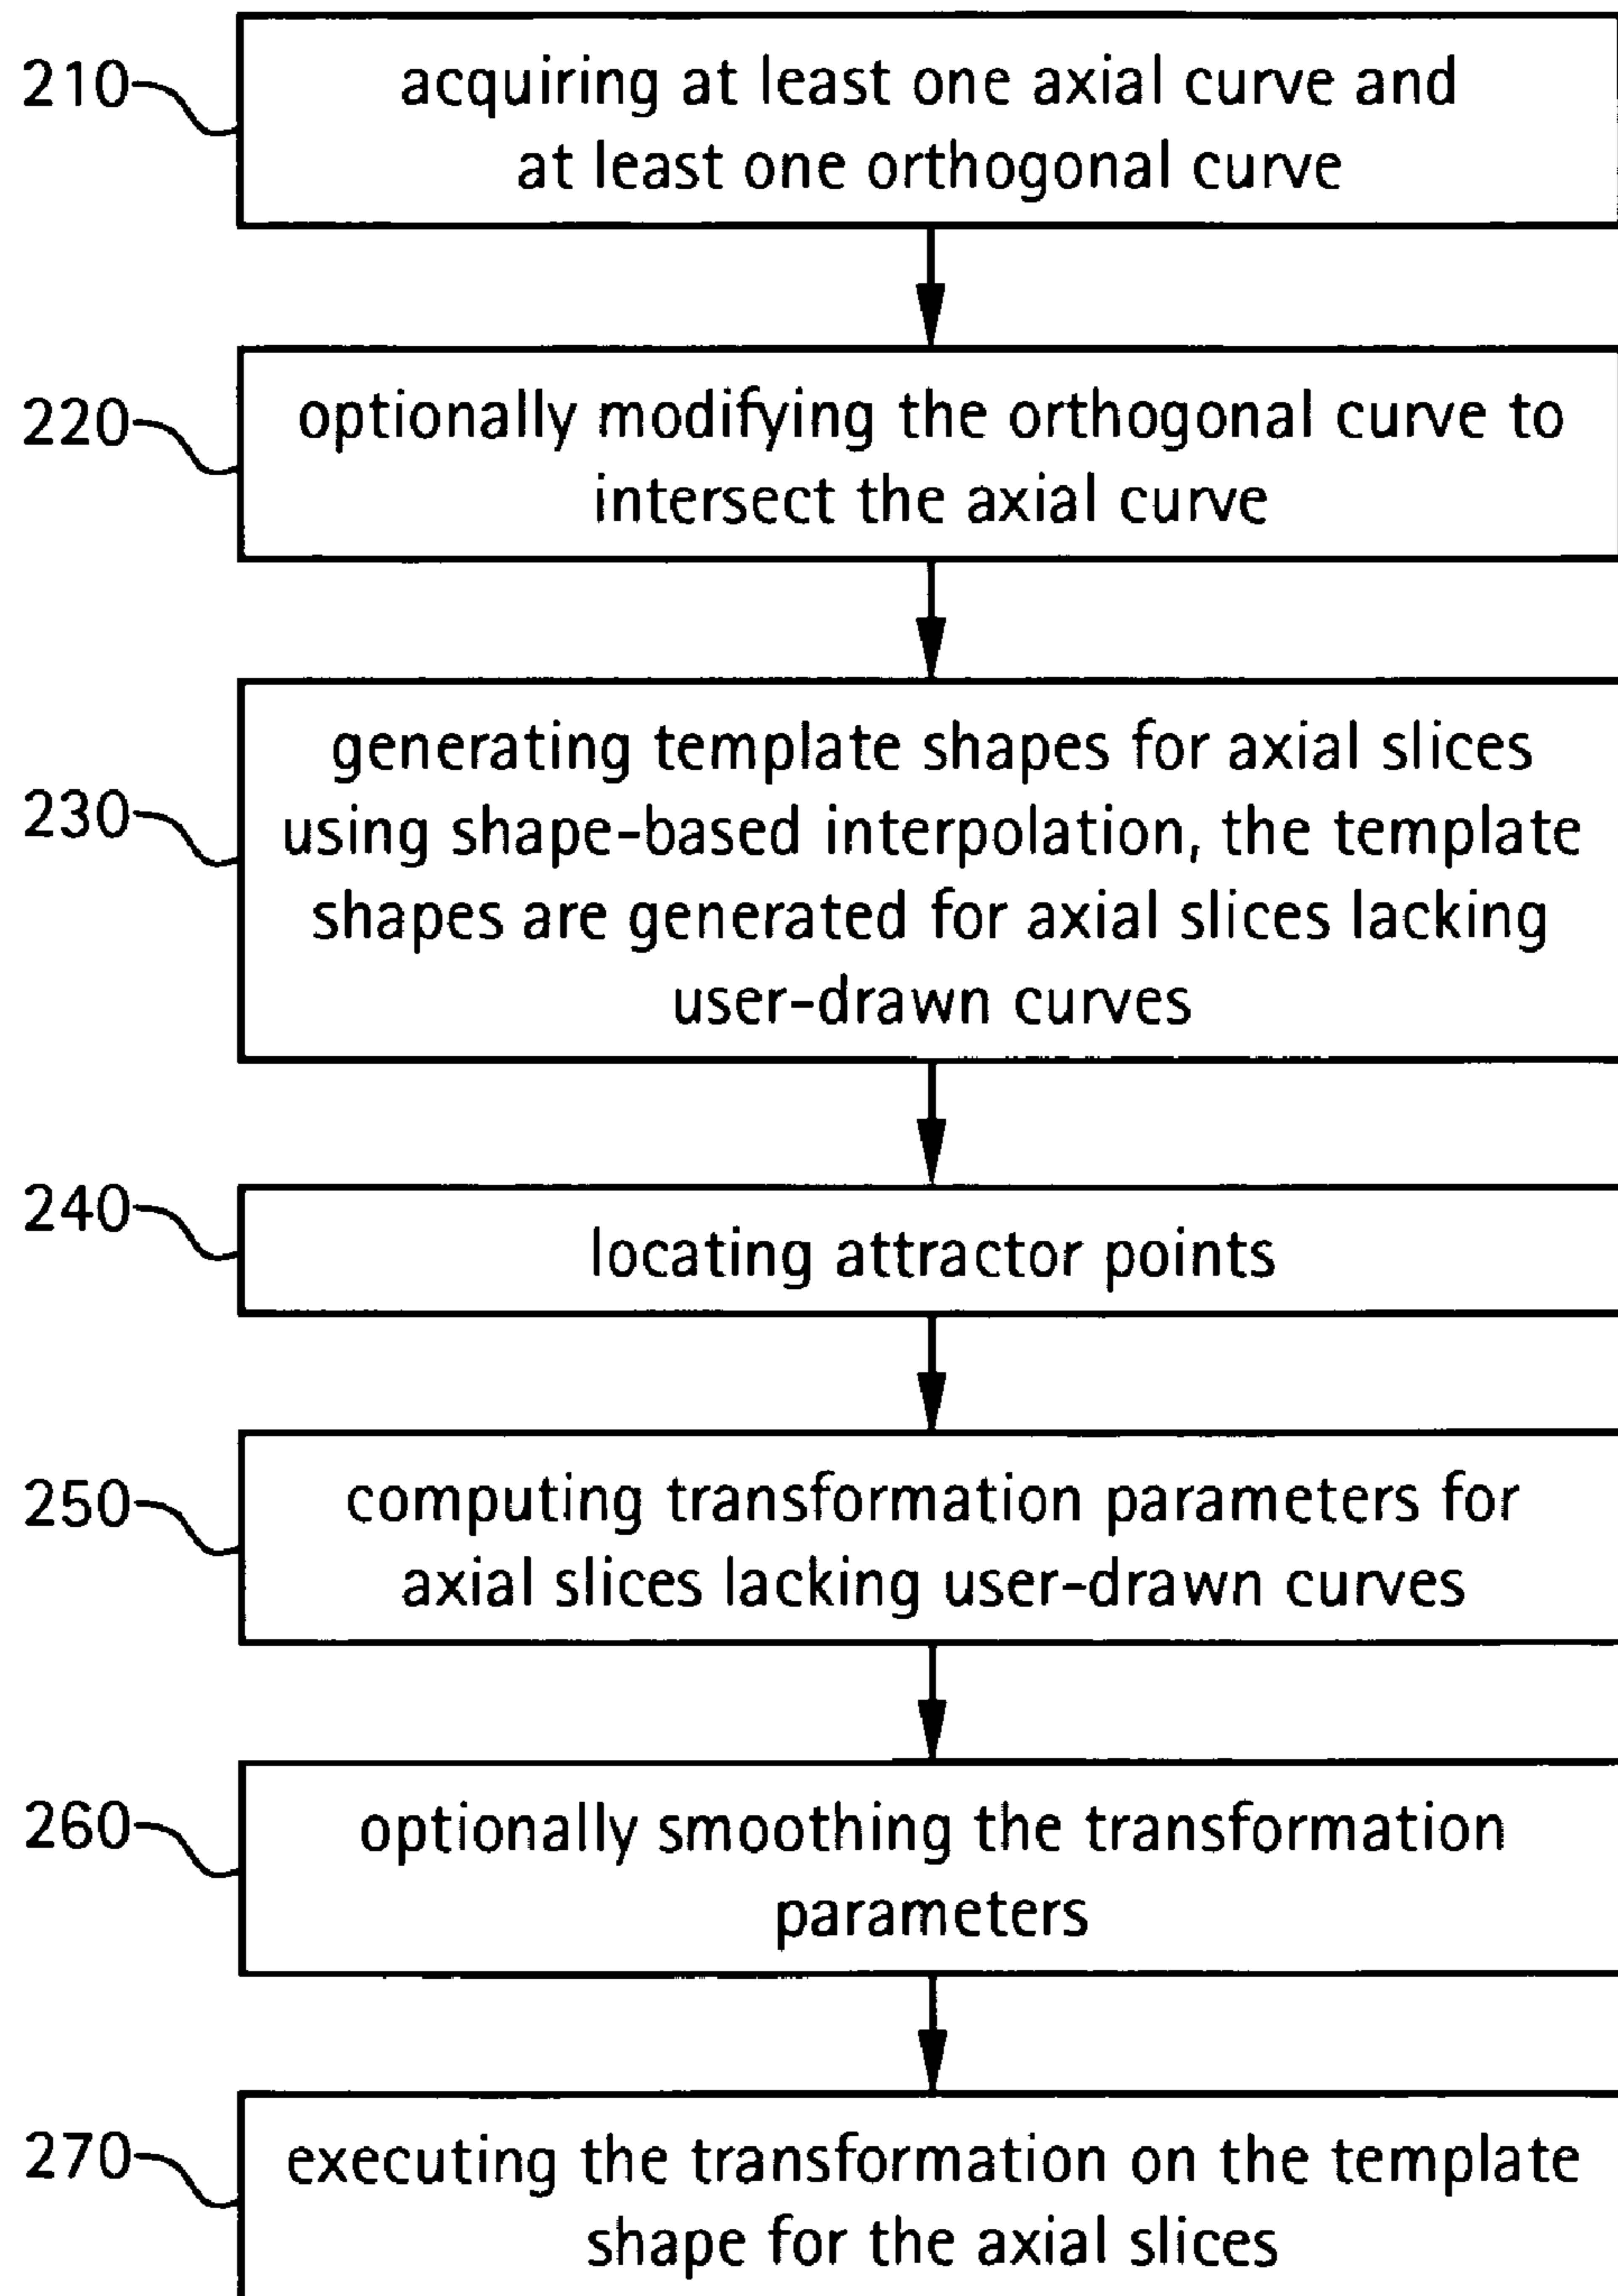 210
acquiring at least one axial curve and
at least one orthogonal curve
220
optionally modifying the orthogonal curve to
intersect the axial curve
230
generating template shapes for axial slices
using shape-based interpolation, the template
shapes are generated for axial slices lacking
user-drawn curves
240
locating attractor points
250
computing transformation parameters for
axial slices lacking user-drawn curves
260
optionally smoothing the transformation
parameters
270
executing the transformation on the template
shape for the axial slices